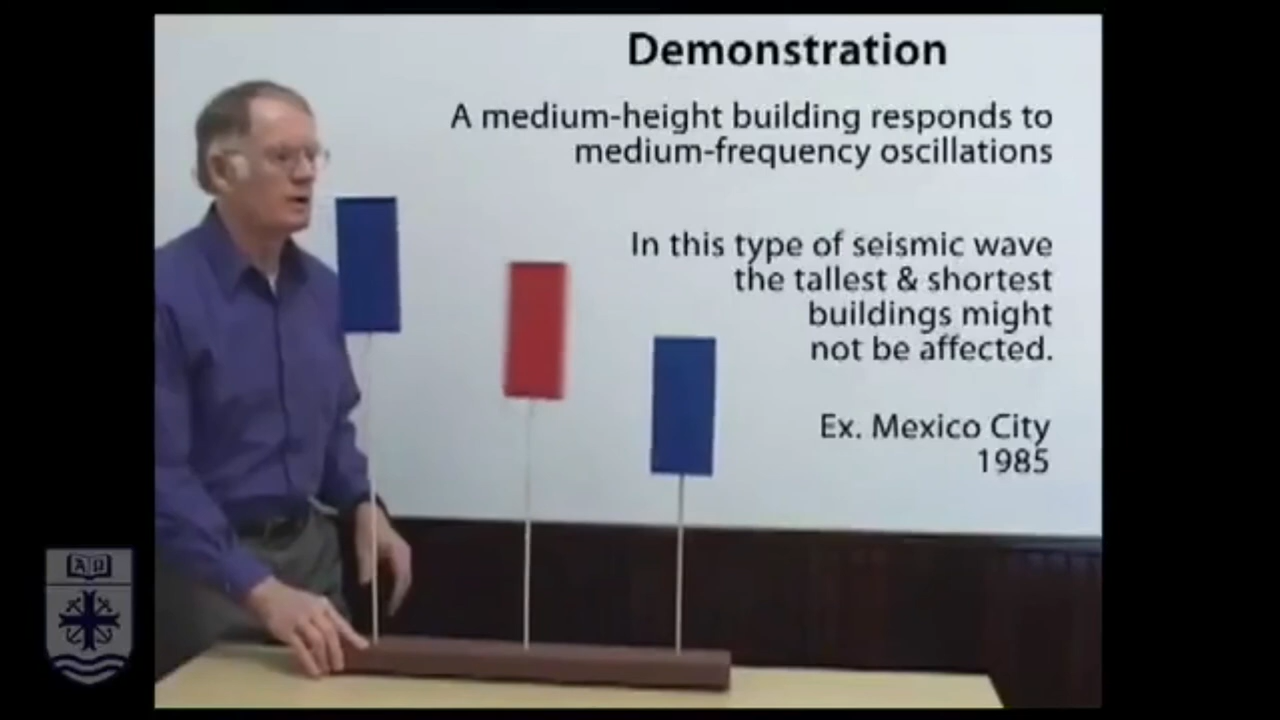 Demonstration
A medium-height building responds to
medium-frequency oscillations
In this type of seismic wave
the tallest & shortest
buildings might
not be affected.
Ex. Mexico City
1985
Α Ω